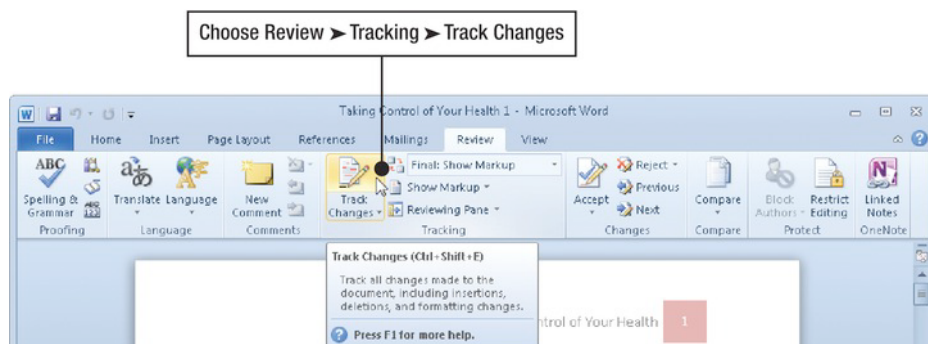 Choose Review ➤ Tracking ➤ Track Changes
Taking Control of Your Health 1 - Microsoft Word
File Home Insert Page Layout References Mailings Review View
ABC
Spelling & Grammar
ABC 123
Proofing
Translate
Language
Language
New Comment
Comments
Track Changes
Final: Show Markup
Show Markup
Reviewing Pane
Tracking
Accept
Reject
Previous
Next
Changes
Compare
Compare
Block Authors
Restrict Editing
Protect
Linked Notes
OneNote
Track Changes (Ctrl+Shift+E)
Track all changes made to the
document, including insertions,
deletions, and formatting changes.
Press F1 for more help.
ntrol of Your Health 1